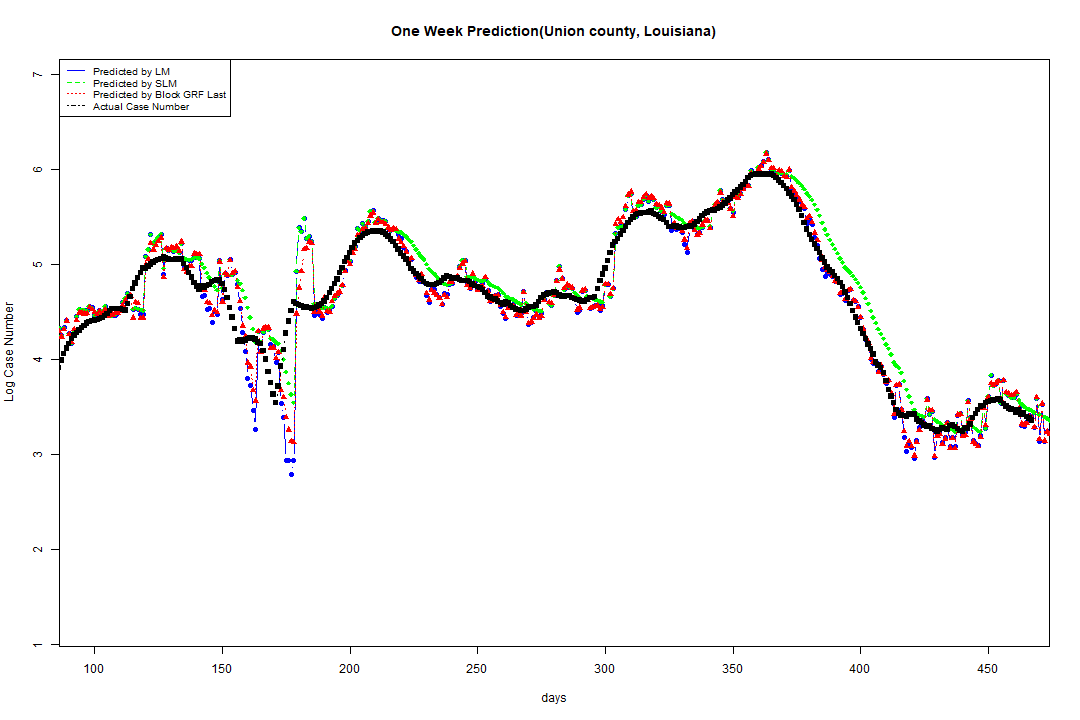 One Week Prediction(Union county, Louisiana)
Predicted by LM
Predicted by SLM
Predicted by Block GRF Last
Actual Case Number
7
6
5
4
3
2
1
Log Case Number
100 150 200 250 300 350 400 450
days